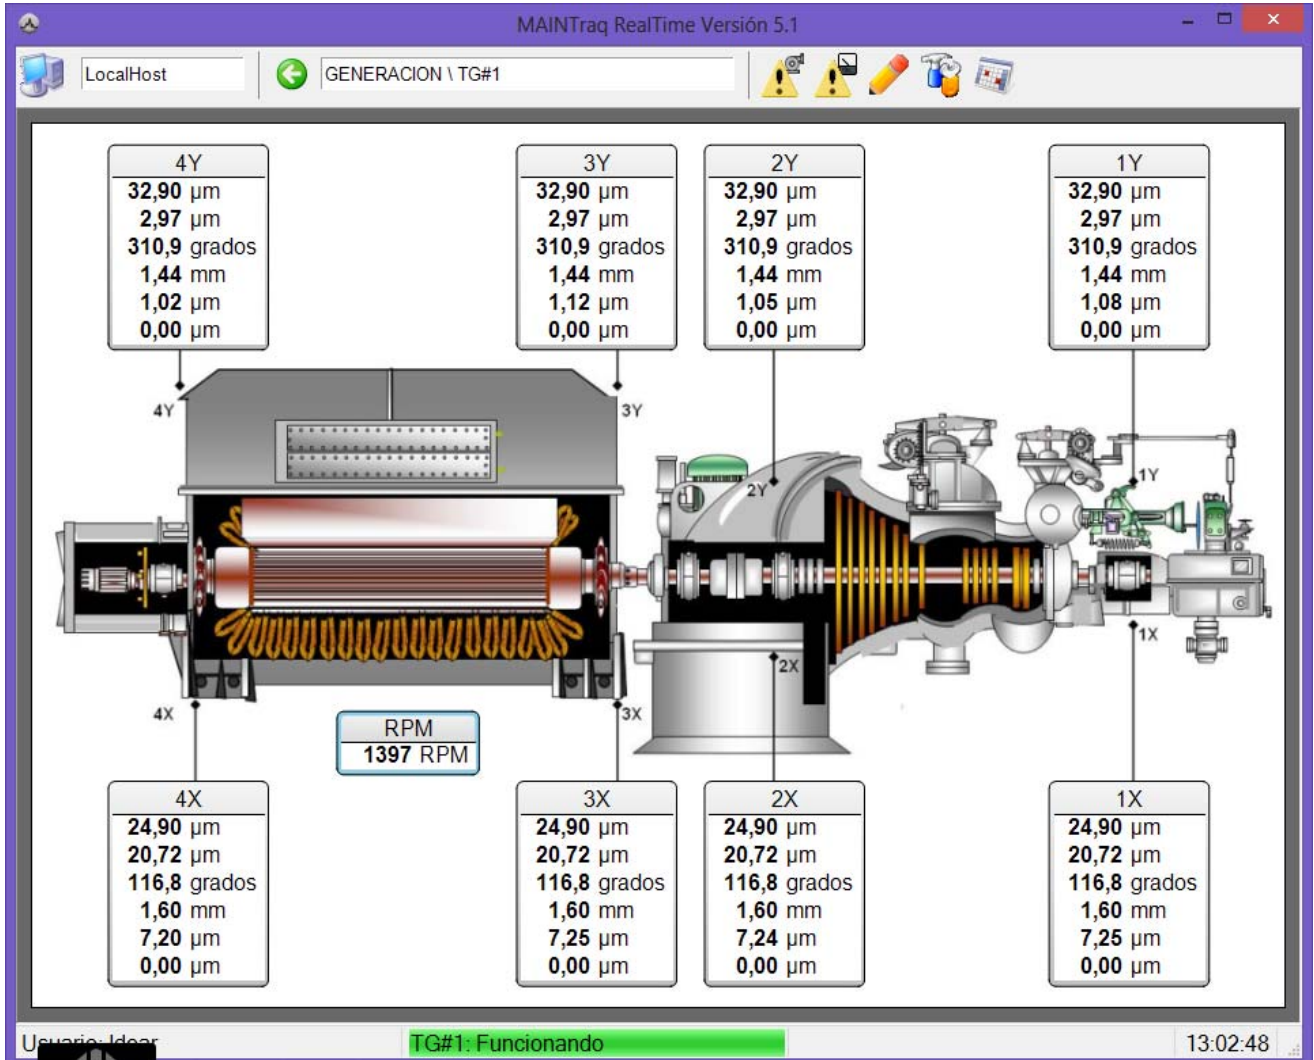 MAINTraq RealTime Versión 5.1
LocalHost
GENERACION \ TG#1
4Y
32,90 µm
2,97 µm
310,9 grados
1,44 mm
1,02 µm
0,00 µm
3Y
32,90 µm
2,97 µm
310,9 grados
1,44 mm
1,12 µm
0,00 µm
2Y
32,90 µm
2,97 µm
310,9 grados
1,44 mm
1,05 µm
0,00 µm
1Y
32,90 µm
2,97 µm
310,9 grados
1,44 mm
1,08 µm
0,00 µm
4Y
3Y
2Y
1Y
4X
3X
2X
1X
RPM
1397 RPM
4X
24,90 µm
20,72 µm
116,8 grados
1,60 mm
7,20 µm
0,00 µm
3X
24,90 µm
20,72 µm
116,8 grados
1,60 mm
7,25 µm
0,00 µm
2X
24,90 µm
20,72 µm
116,8 grados
1,60 mm
7,24 µm
0,00 µm
1X
24,90 µm
20,72 µm
116,8 grados
1,60 mm
7,25 µm
0,00 µm
Usuario: Idear
TG#1: Funcionando
13:02:48